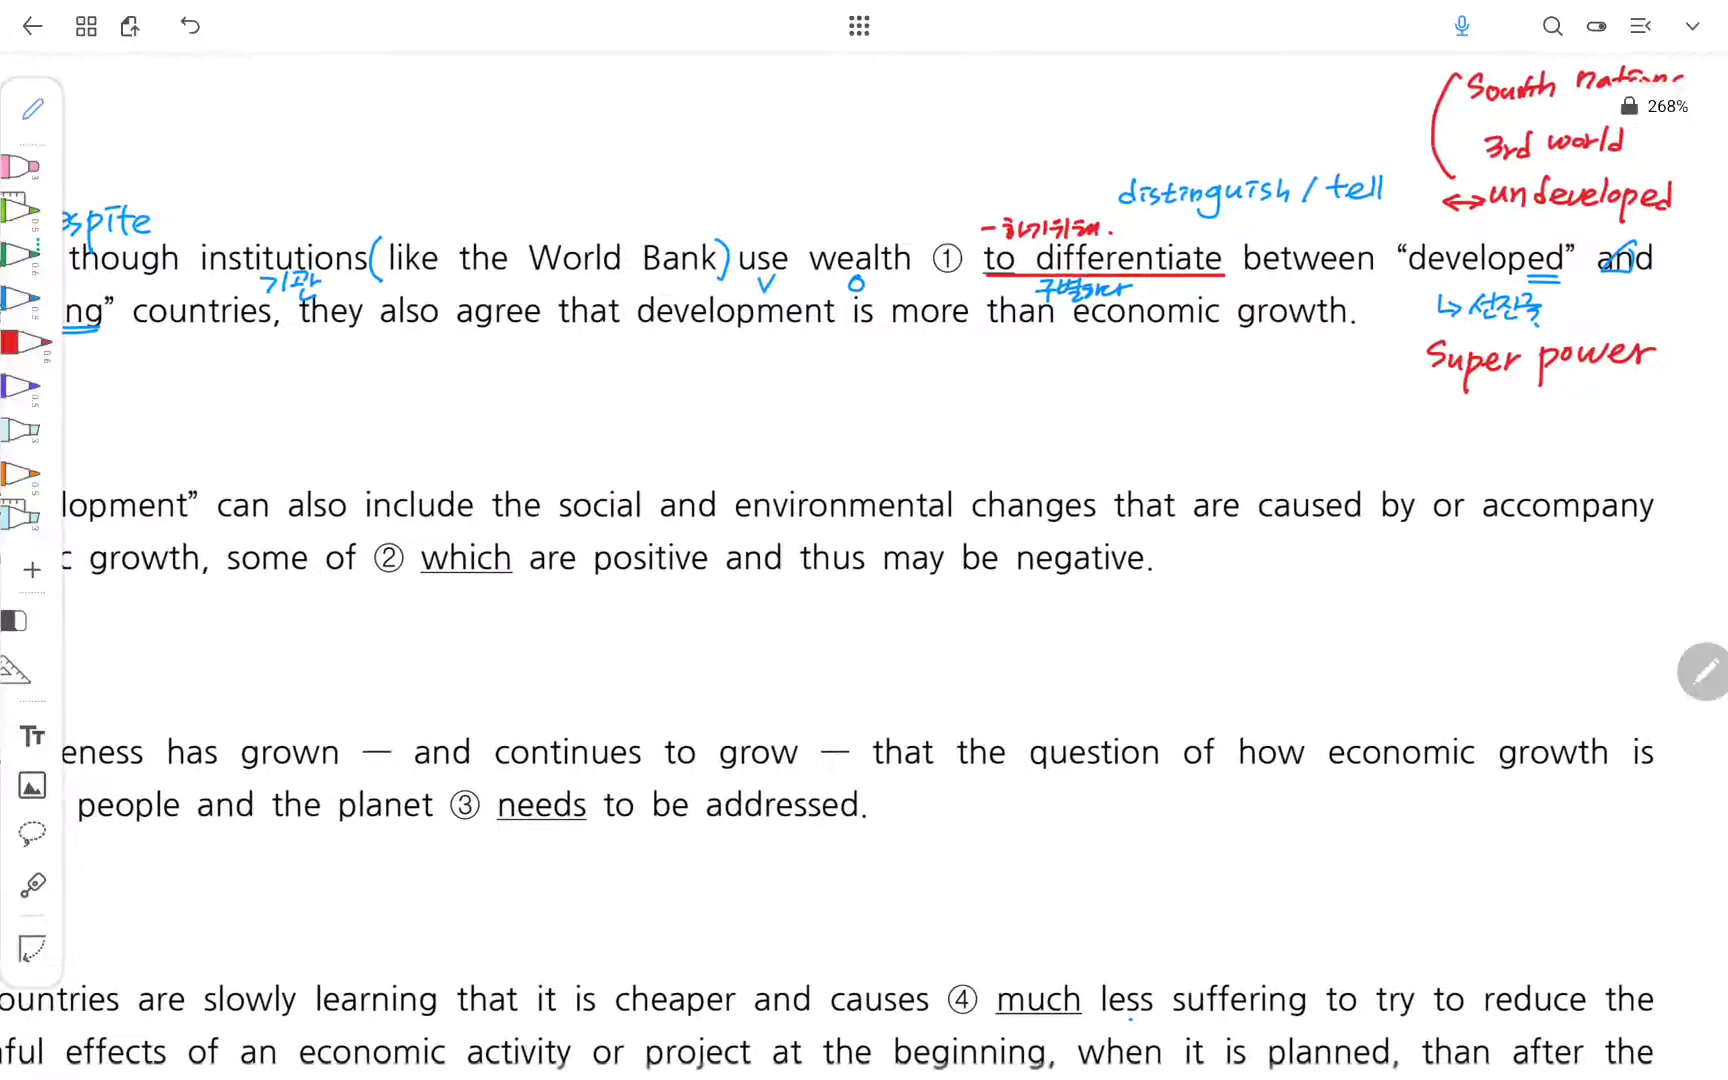 South nations
268%
3rd world
distinguish / tell
↔ undeveloped
spite
-하기위해.
though institutions (like the World Bank) use wealth ① to differentiate between “developed” and
기관 V O 구별하다
ng” countries, they also agree that development is more than economic growth.
↳ 선진국
Super power
lopment” can also include the social and environmental changes that are caused by or accompany
c growth, some of ② which are positive and thus may be negative.
eness has grown — and continues to grow — that the question of how economic growth is
people and the planet ③ needs to be addressed.
ountries are slowly learning that it is cheaper and causes ④ much less suffering to try to reduce the
ful effects of an economic activity or project at the beginning, when it is planned, than after the